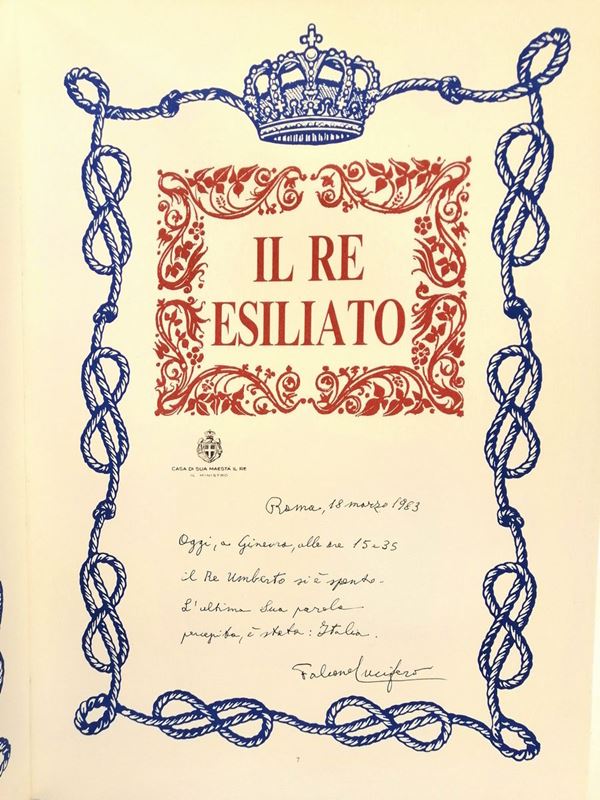 IL RE
ESILIATO
CASA DI SUA MAESTÀ IL RE
IL MINISTRO
Roma, 18 marzo 1983
Oggi, a Ginevra, alle ore 15 e 35
il Re Umberto si è spento.
L'ultima Sua parola
percepita, è stata: Italia.
Falcone Lucifero
7